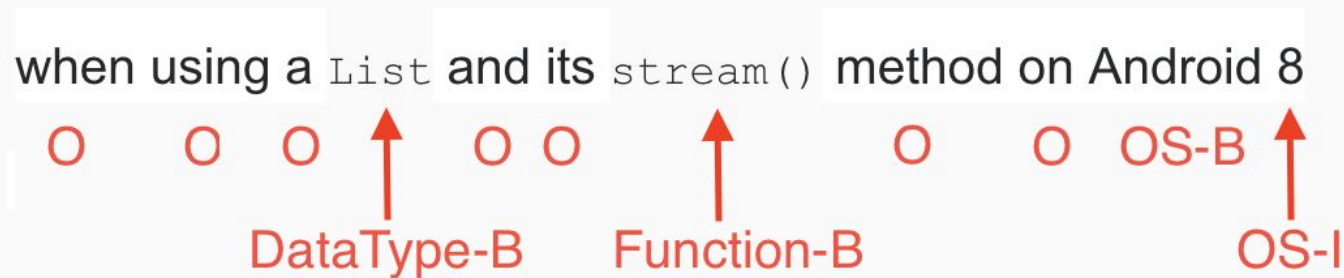 when using a List and its stream() method on Android 8
O O O O O O O OS-B
DataType-B Function-B OS-I